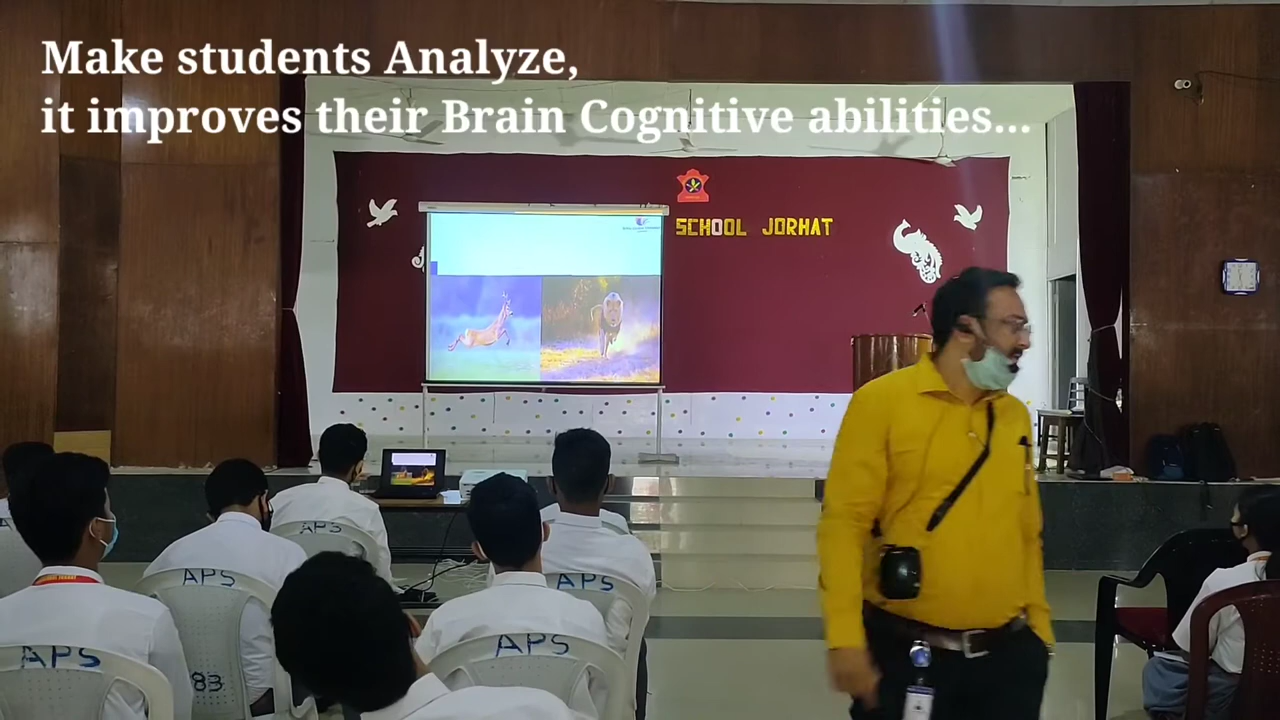 Make students Analyze,
it improves their Brain Cognitive abilities...
SCHOOL JORHAT
APS
APS
APS
APS
APS
83